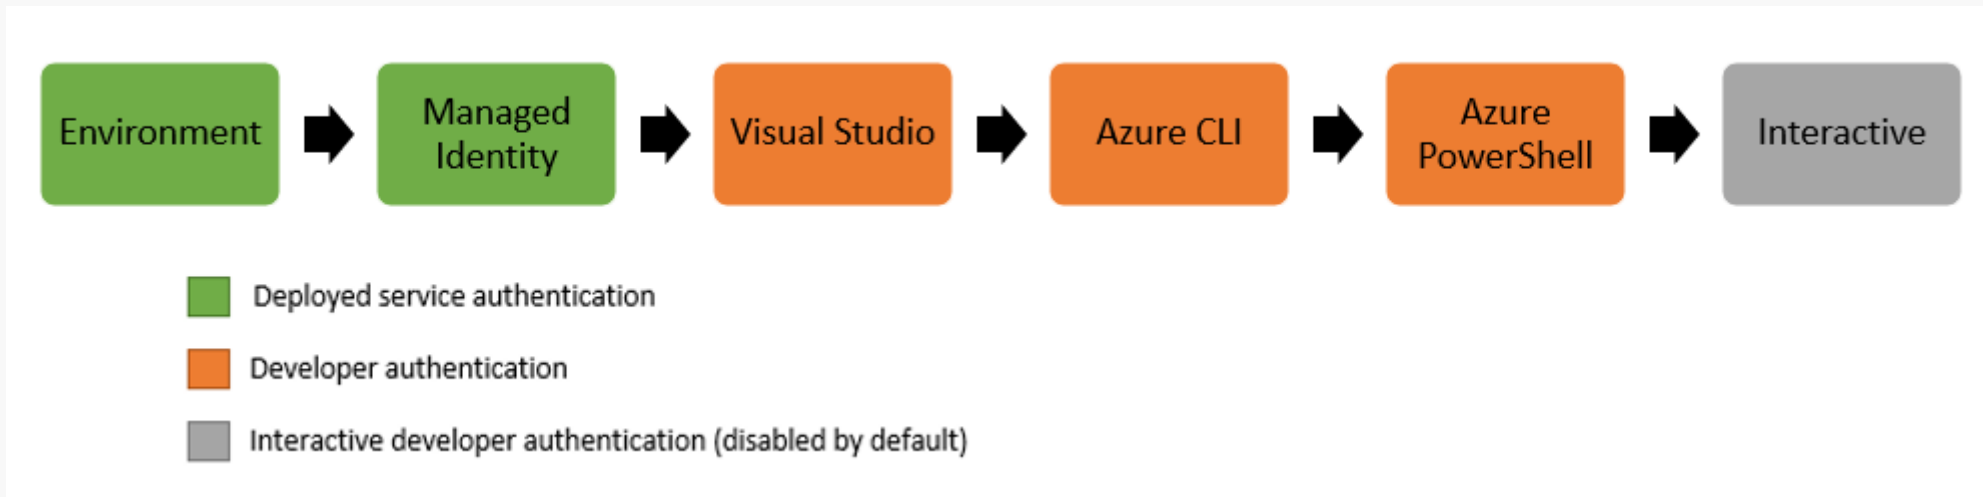 Environment
Managed
Identity
Visual Studio
Azure CLI
Azure
PowerShell
Interactive
Deployed service authentication
Developer authentication
Interactive developer authentication (disabled by default)